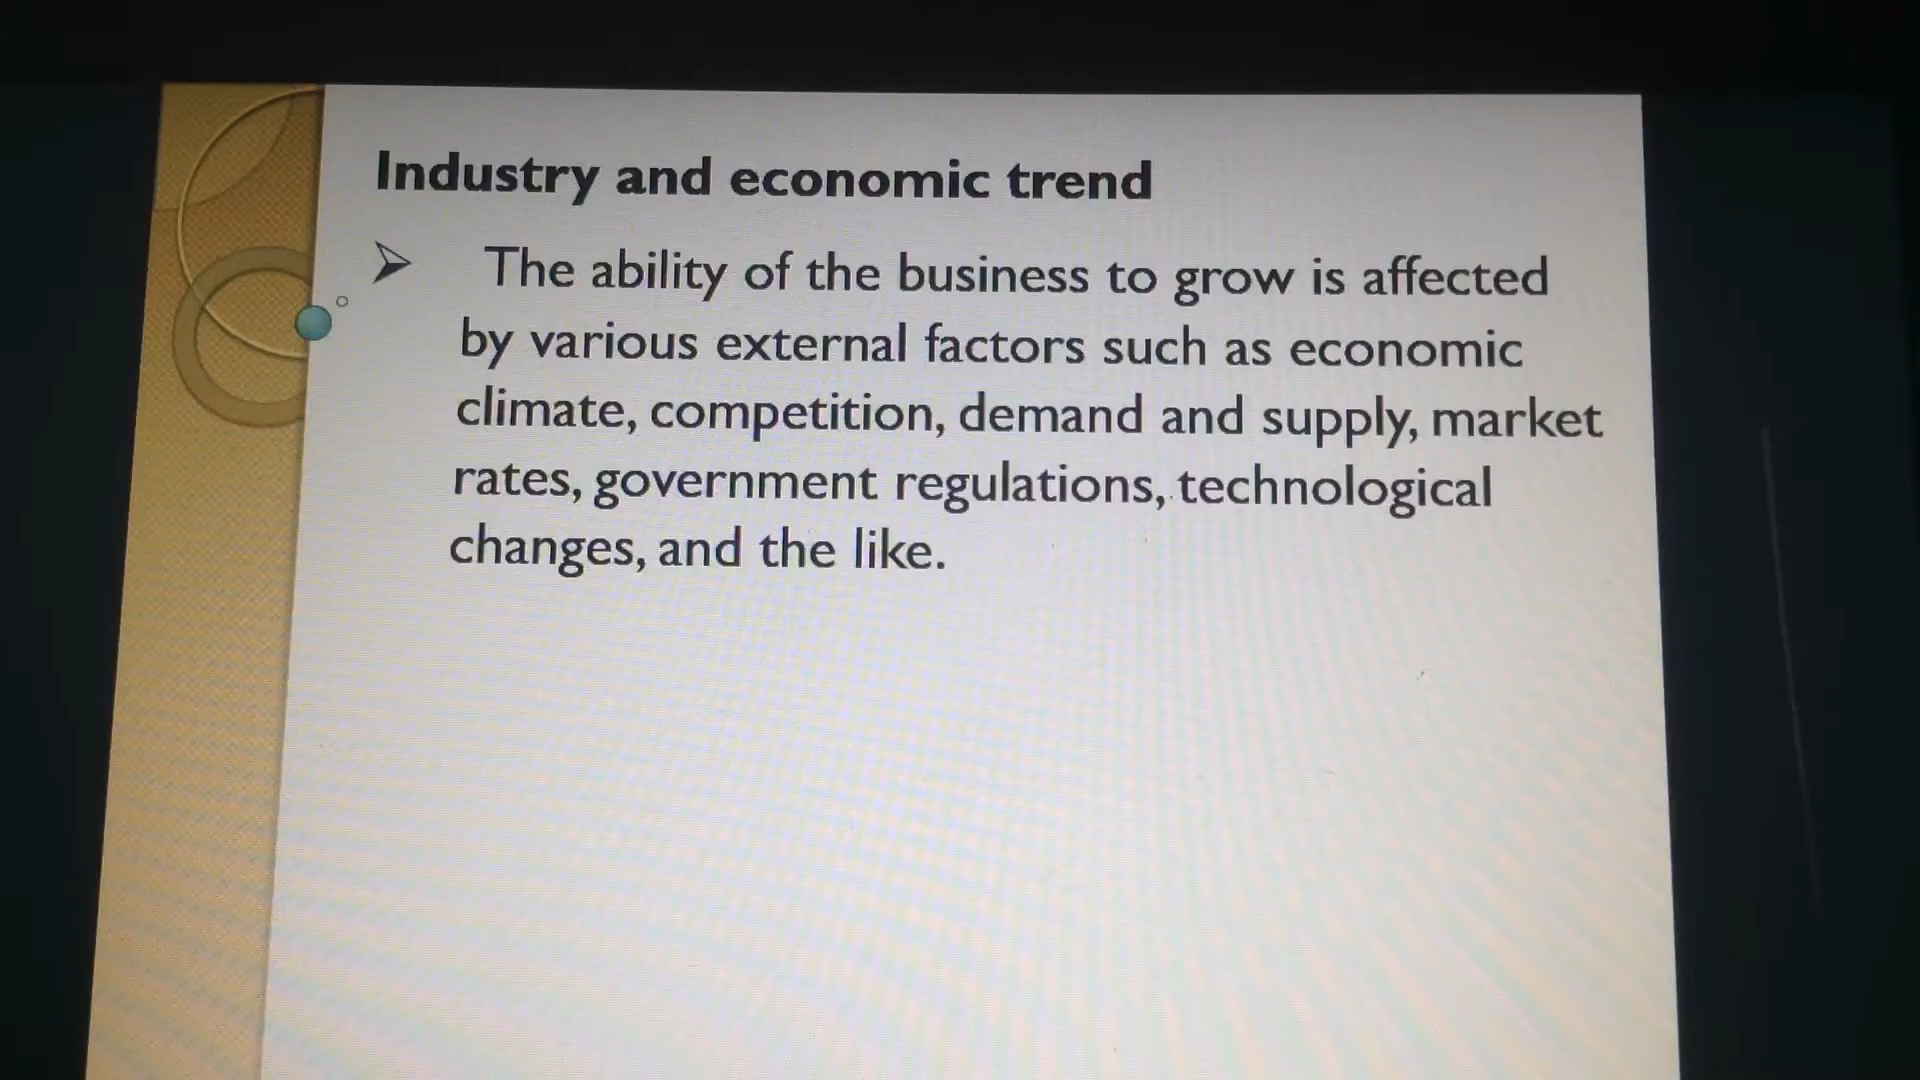 Industry and economic trend
The ability of the business to grow is affected
by various external factors such as economic
climate, competition, demand and supply, market
rates, government regulations, technological
changes, and the like.